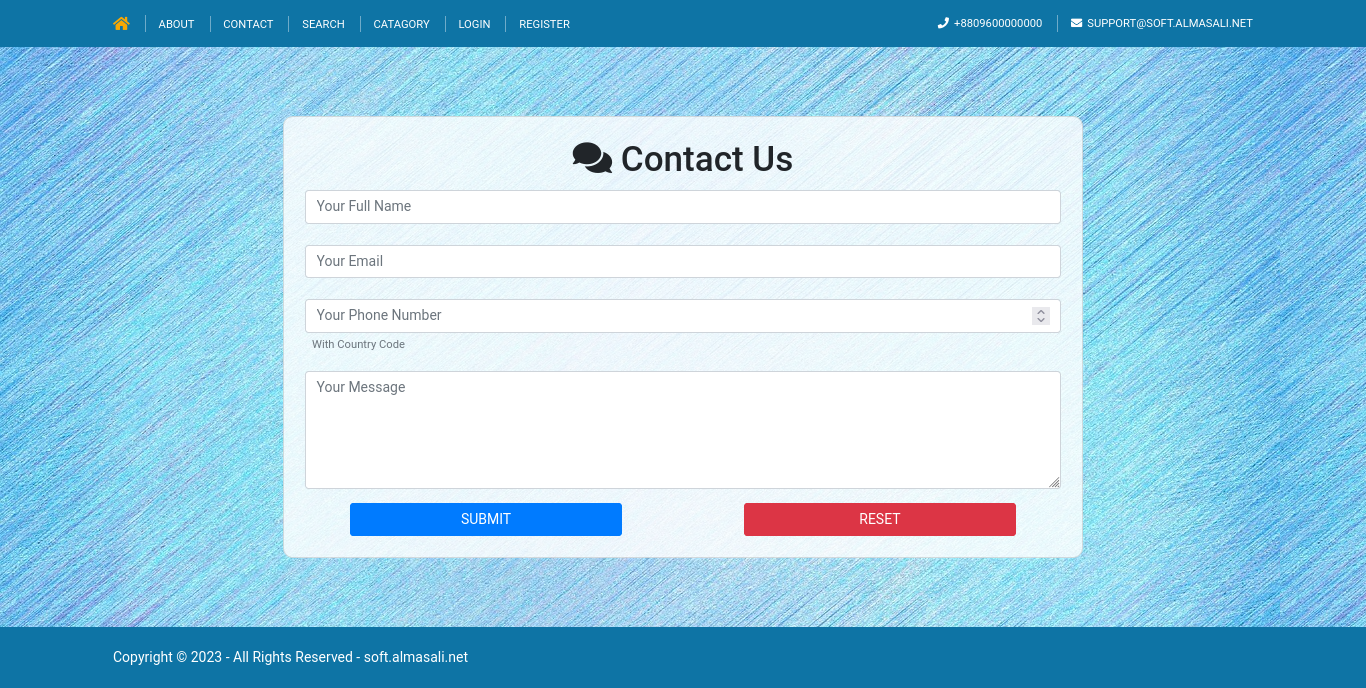 ABOUT CONTACT SEARCH CATAGORY LOGIN REGISTER +8809600000000 SUPPORT@SOFT.ALMASALI.NET
Contact Us
Your Full Name
Your Email
Your Phone Number
With Country Code
Your Message
SUBMIT RESET
Copyright © 2023 - All Rights Reserved - soft.almasali.net